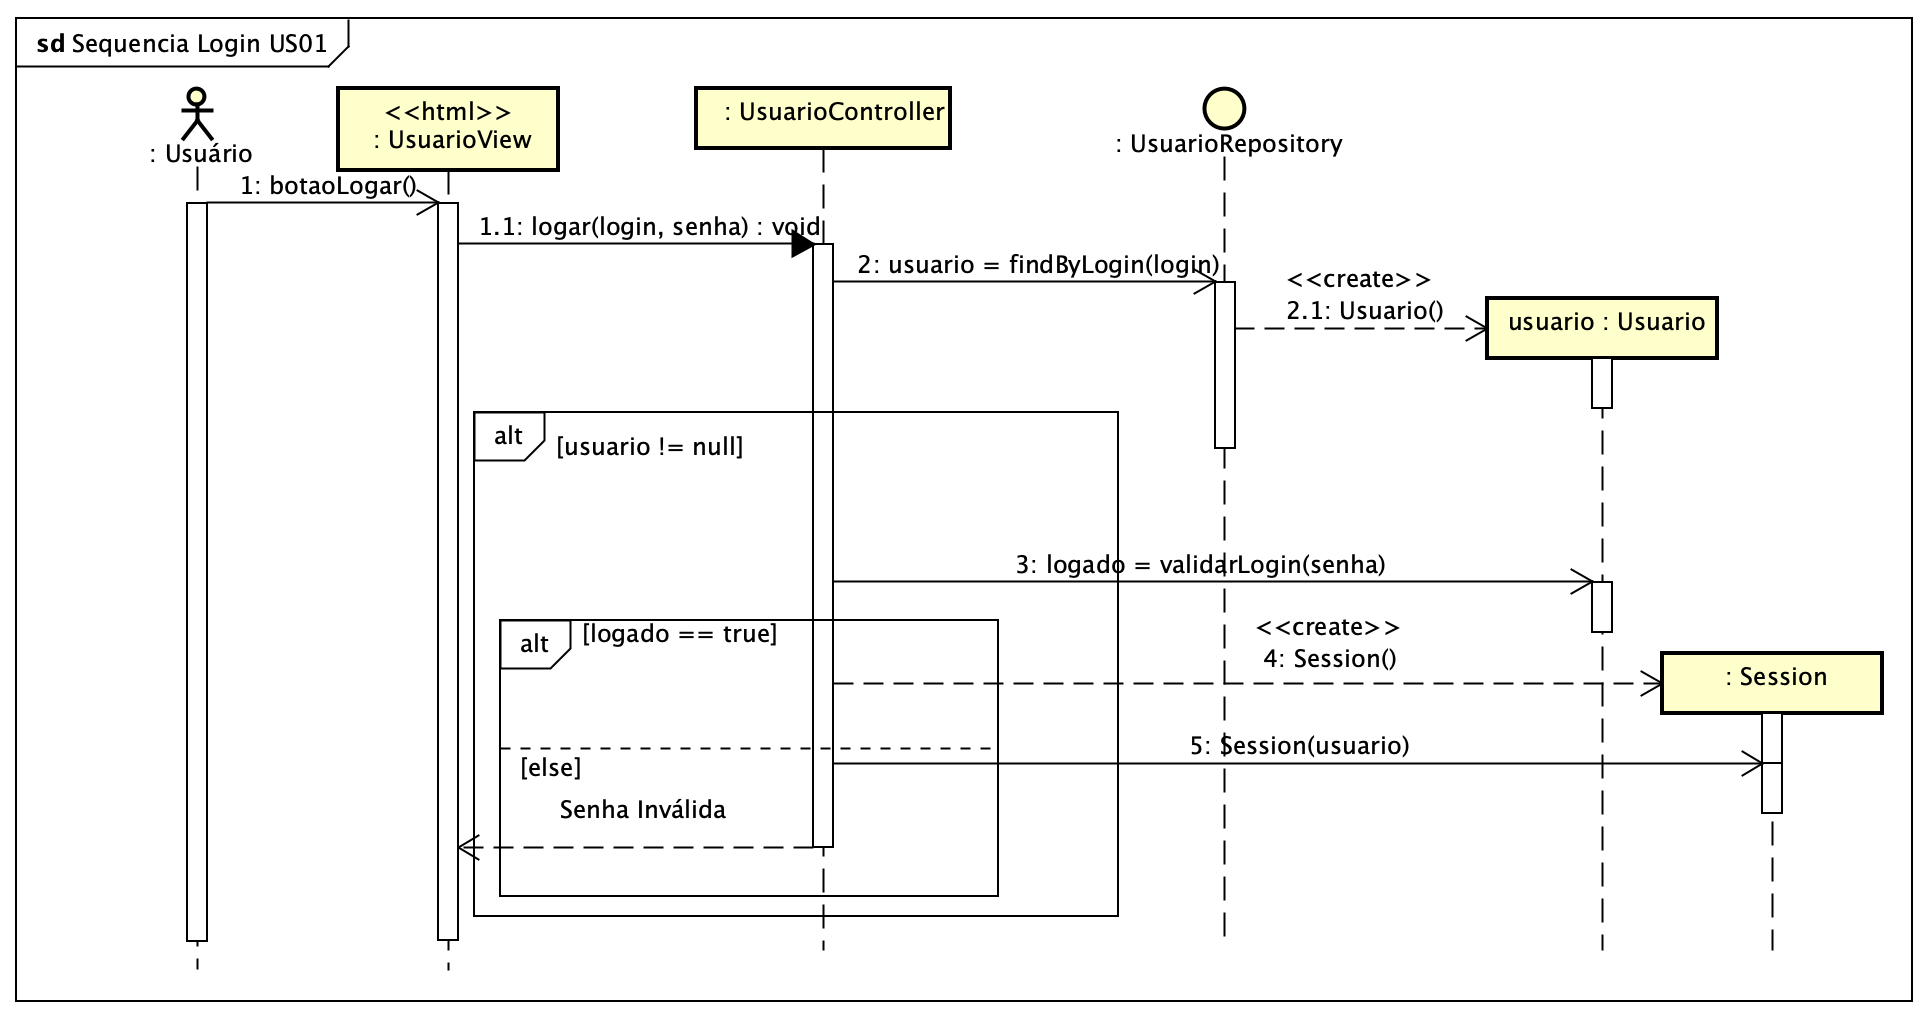 sd Sequencia Login US01
: Usuário
<<html>>
: UsuarioView
: UsuarioController
: UsuarioRepository
1: botaoLogar()
1.1: logar(login, senha) : void
2: usuario = findByLogin(login)
<<create>>
2.1: Usuario()
usuario : Usuario
alt
[usuario != null]
3: logado = validarLogin(senha)
alt
[logado == true]
<<create>>
4: Session()
: Session
5: Session(usuario)
[else]
Senha Inválida